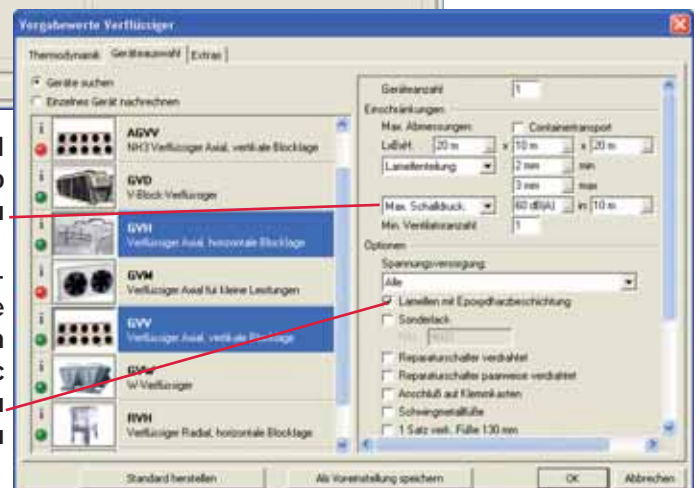 Vorgabewerte Verflüssiger
Thermodynamik Geräteauswahl Extras
Geräte suchen
Einzelnes Gerät nachrechnen
AGVV
NH3 Verflüssiger Axial, vertikale Blocklage
GVD
V-Block Verflüssiger
GVH
Verflüssiger Axial, horizontale Blocklage
GVM
Verflüssiger Axial für kleine Leistungen
GVV
Verflüssiger Axial, vertikale Blocklage
GVW
W-Verflüssiger
RVH
Verflüssiger Radial, horizontale Blocklage
Geräteanzahl 1
Einschränkungen
Max. Abmessungen: Containertransport
LxBxH: 20 m x 10 m x 20 m
Lamellenteilung 2 mm min
3 mm max
Max. Schalldruck 60 dB(A) in 10 m
Min. Ventilatoranzahl 1
Optionen
Spannungsversorgung:
Alle
Lamellen mit Epoxydharzbeschichtung
Sonderlack
Reparaturschalter verdrahtet
Reparaturschalter paarweise verdrahtet
Anschluß auf Klemmkasten
Schwingmetallfüße
1 Satz verk. Füße 130 mm
Standard herstellen Als Voreinstellung speichern OK Abbrechen